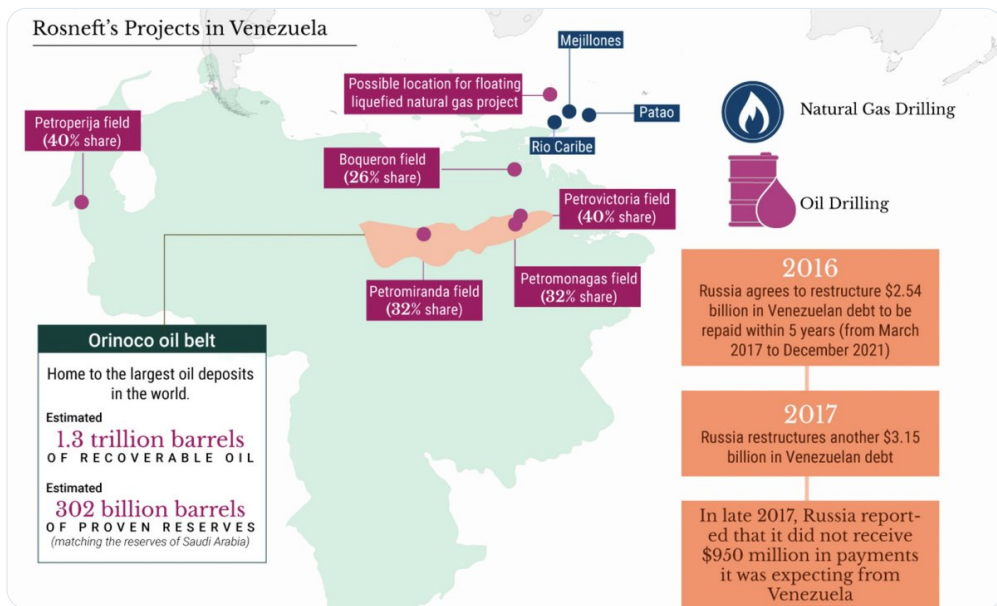 Rosneft's Projects in Venezuela
Mejillones
Possible location for floating
liquefied natural gas project
Patao
Rio Caribe
Natural Gas Drilling
Petroperija field
(40% share)
Boqueron field
(26% share)
Oil Drilling
Petrovictoria field
(40% share)
Petromonagas field
(32% share)
Petromiranda field
(32% share)
Orinoco oil belt
Home to the largest oil deposits
in the world.
Estimated
1.3 trillion barrels
OF RECOVERABLE OIL
Estimated
302 billion barrels
OF PROVEN RESERVES
(matching the reserves of Saudi Arabia)
2016
Russia agrees to restructure $2.54
billion in Venezuelan debt to be
repaid within 5 years (from March
2017 to December 2021)
2017
Russia restructures another $3.15
billion in Venezuelan debt
In late 2017, Russia report-
ed that it did not receive
$950 million in payments
it was expecting from
Venezuela